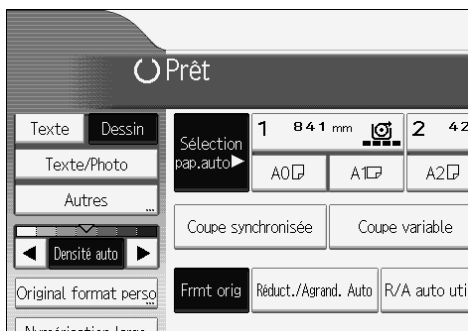 Prêt
Texte Dessin
Texte/Photo
Autres
Densité auto
Original format perso
Sélection
pap.auto▶
1 841 mm
2 42
A0
A1
A2
Coupe synchronisée
Coupe variable
Frmt orig
Réduct./Agrand. Auto
R/A auto uti